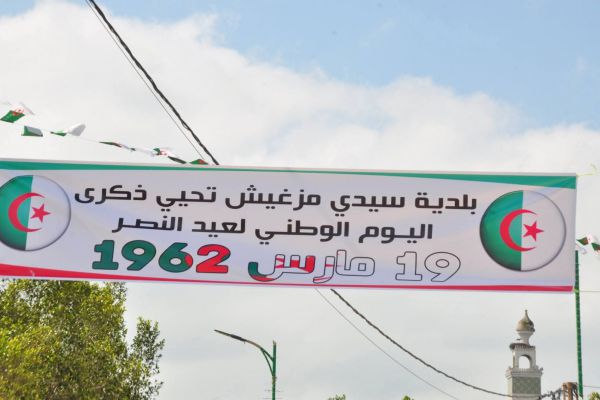 بلدية سيدي مزغيش تحيي ذكرى
اليوم الوطني لعيد النصر
19 مارس 1962